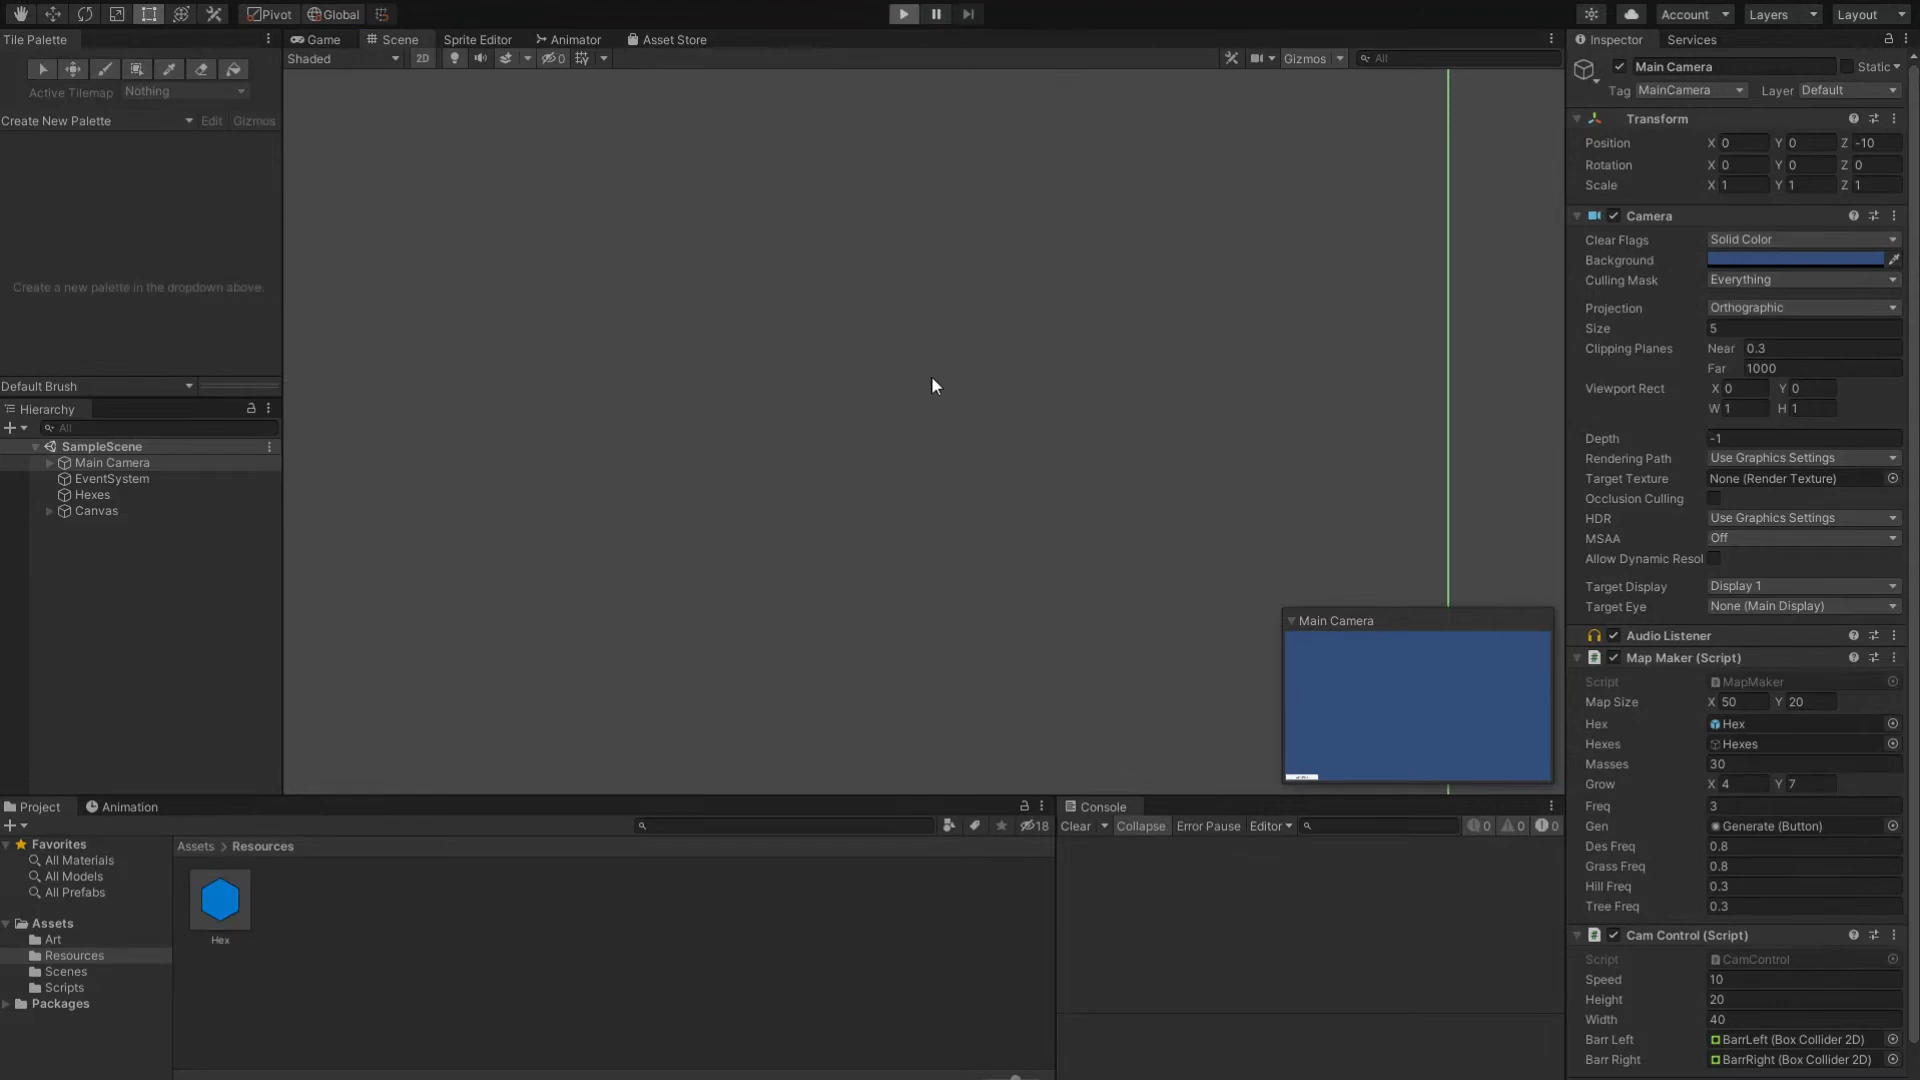 Pivot Global Account Layers Layout
Tile Palette
Active Tilemap Nothing
Create New Palette Edit Gizmos
Create a new palette in the dropdown above.
Default Brush
Hierarchy
All
SampleScene
Main Camera
EventSystem
Hexes
Canvas
Game Scene Sprite Editor Animator Asset Store
Shaded 2D 0 Gizmos All
Main Camera
Project Animation
18
Favorites
All Materials
All Models
All Prefabs
Assets
Art
Resources
Scenes
Scripts
Packages
Assets Resources
Hex
Console
Clear Collapse Error Pause Editor 0 0 0
Inspector Services
Main Camera Static
Tag MainCamera Layer Default
Transform
Position X 0 Y 0 Z -10
Rotation X 0 Y 0 Z 0
Scale X 1 Y 1 Z 1
Camera
Clear Flags Solid Color
Background
Culling Mask Everything
Projection Orthographic
Size 5
Clipping Planes Near 0.3
Far 1000
Viewport Rect X 0 Y 0
W 1 H 1
Depth -1
Rendering Path Use Graphics Settings
Target Texture None (Render Texture)
Occlusion Culling
HDR Use Graphics Settings
MSAA Off
Allow Dynamic Resol
Target Display Display 1
Target Eye None (Main Display)
Audio Listener
Map Maker (Script)
Script MapMaker
Map Size X 50 Y 20
Hex Hex
Hexes Hexes
Masses 30
Grow X 4 Y 7
Freq 3
Gen Generate (Button)
Des Freq 0.8
Grass Freq 0.8
Hill Freq 0.3
Tree Freq 0.3
Cam Control (Script)
Script CamControl
Speed 10
Height 20
Width 40
Barr Left BarrLeft (Box Collider 2D)
Barr Right BarrRight (Box Collider 2D)